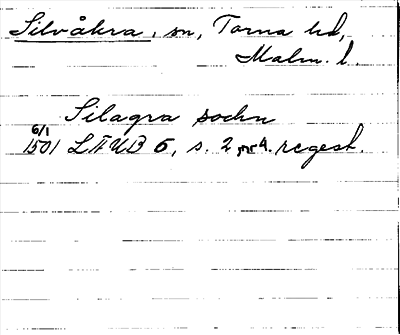 Silvåkra, sn, Torna hd,
Malm. l.
Silagra sochn
6/1
1501 LÄUB 6, s. 2, nr 4. regest.